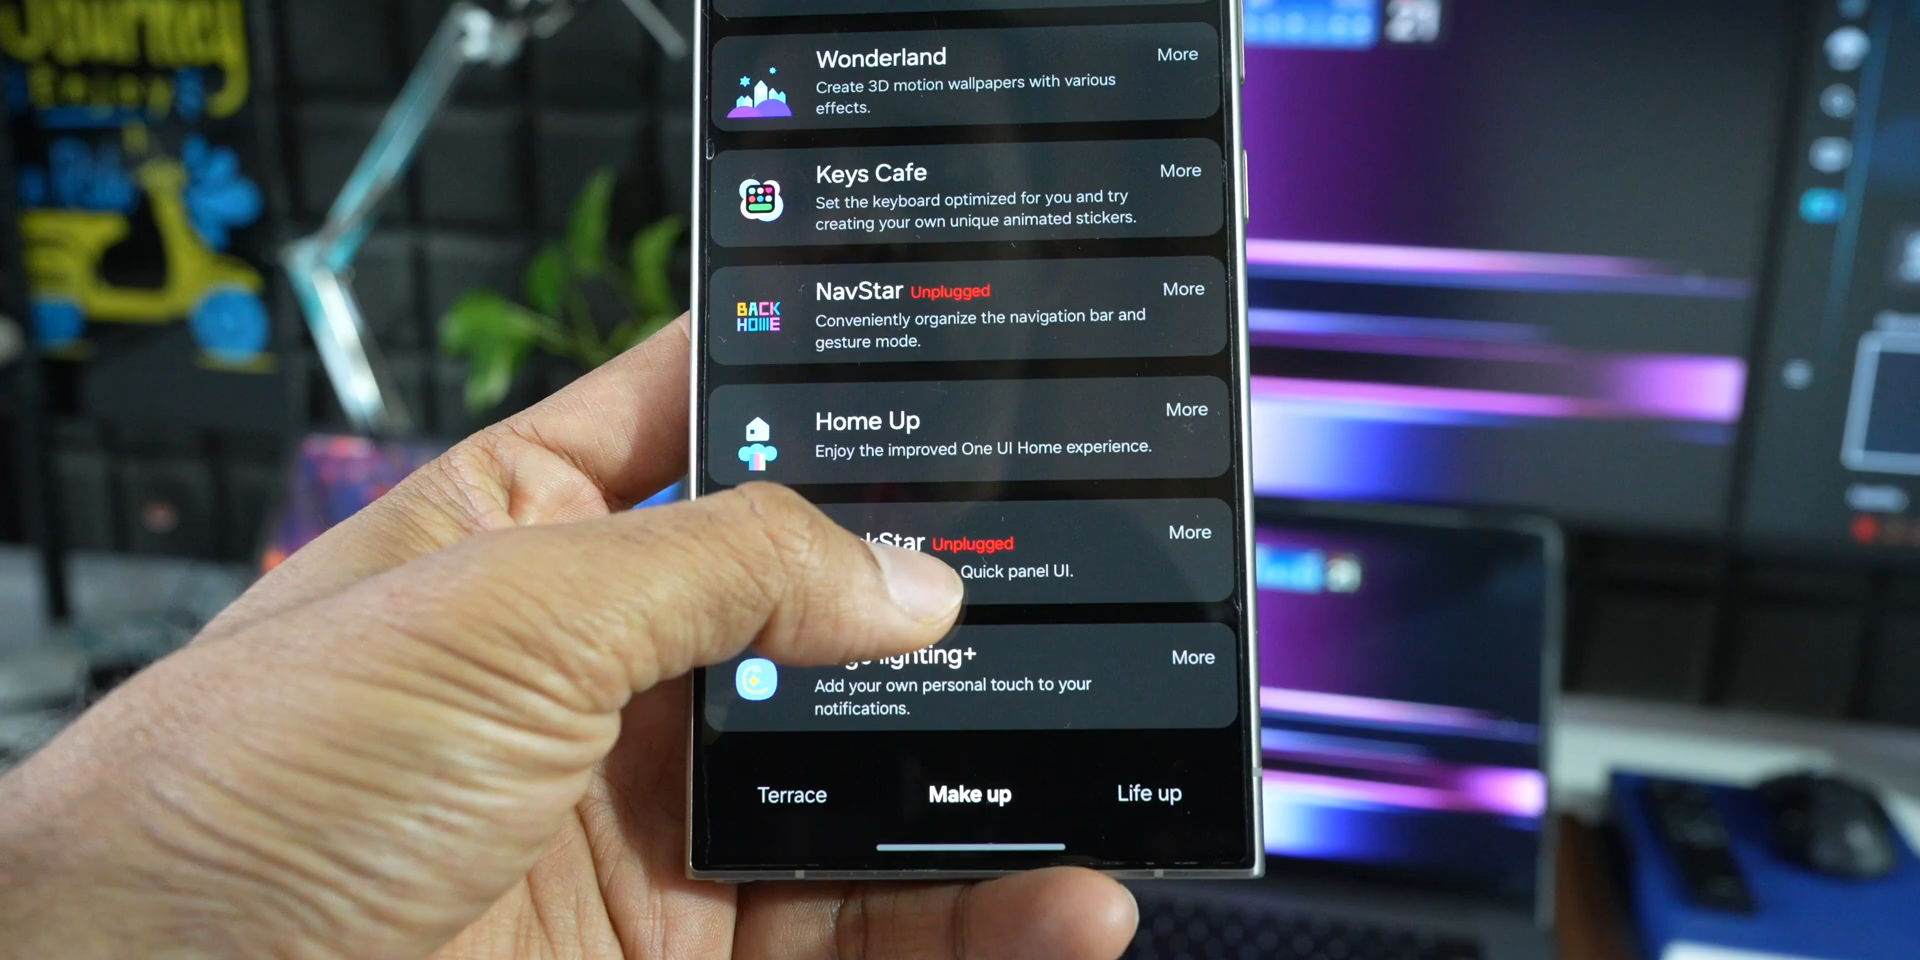 Wonderland
More
Create 3D motion wallpapers with various
effects.
Keys Cafe
More
Set the keyboard optimized for you and try
creating your own unique animated stickers.
BACK
HOME
NavStar Unplugged
More
Conveniently organize the navigation bar and
gesture mode.
Home Up
More
Enjoy the improved One UI Home experience.
kStar Unplugged
More
Quick panel UI.
ghting+
More
Add your own personal touch to your
notifications.
Terrace
Make up
Life up
21